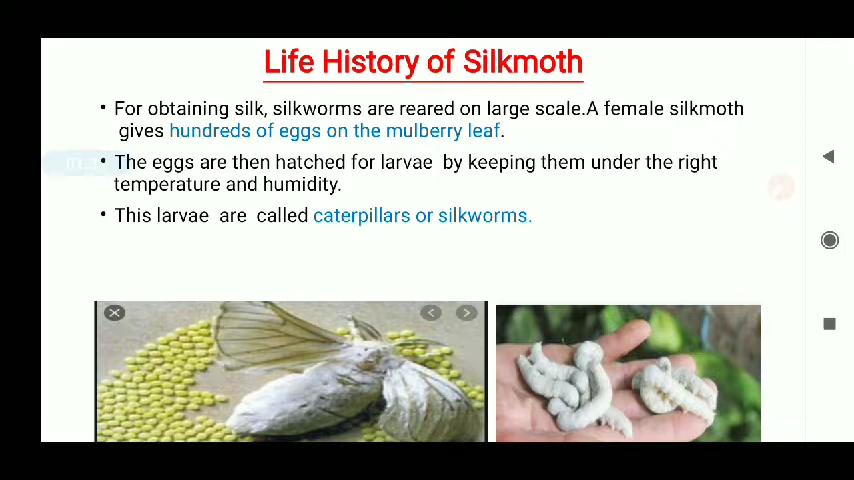 Life History of Silkmoth
• For obtaining silk, silkworms are reared on large scale.A female silkmoth
gives hundreds of eggs on the mulberry leaf.
• The eggs are then hatched for larvae by keeping them under the right
temperature and humidity.
• This larvae are called caterpillars or silkworms.